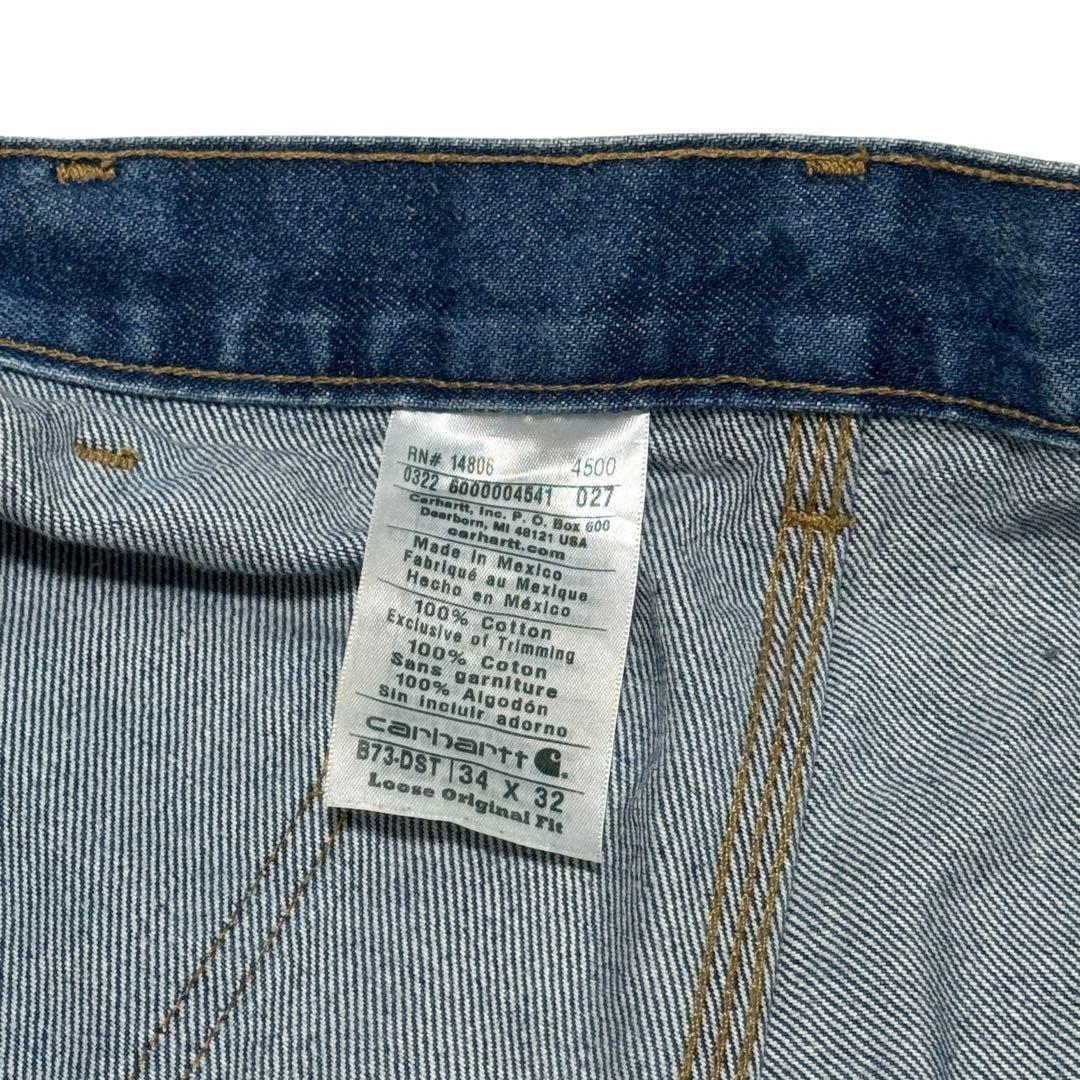 RN# 14806 4500
0322 6000004541 027
Carhartt, Inc. P. O. Box 600
Dearborn, MI 48121 USA
carhartt.com
Made in Mexico
Fabriqué au Mexique
Hecho en México
100% Cotton
Exclusive of Trimming
100% Coton
Sans garniture
100% Algodón
Sin incluir adorno
carhartt
B73-DST | 34 X 32
Loose Original Fit